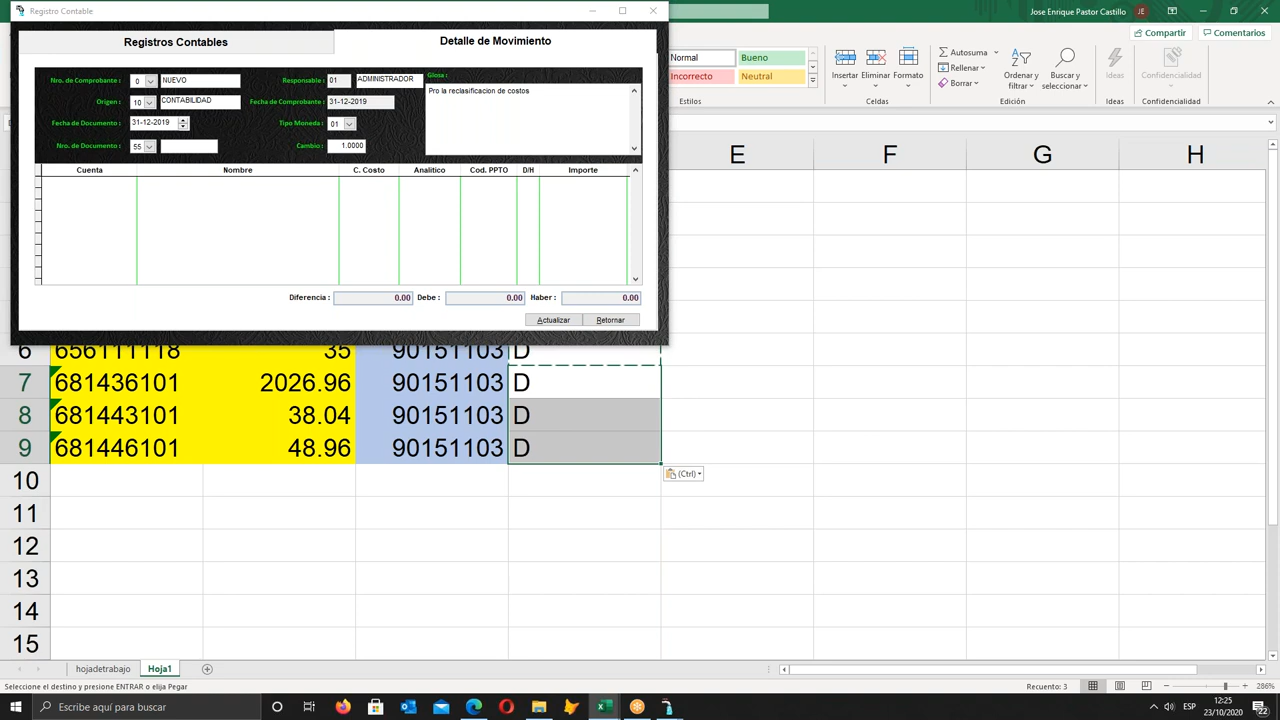 Registro Contable
Jose Enrique Pastor Castillo JE
Compartir Comentarios
Registros Contables Detalle de Movimiento
Nro. de Comprobante : 0 NUEVO Responsable : 01 ADMINISTRADOR Glosa :
Origen : 10 CONTABILIDAD Fecha de Comprobante : 31-12-2019 Pro la reclasificacion de costos
Fecha de Documento : 31-12-2019 Tipo Moneda : 01
Nro. de Documento : 55 Cambio : 1.0000
Cuenta Nombre C. Costo Analitico Cod. PPTO D/H Importe
Diferencia : 0.00 Debe : 0.00 Haber : 0.00
Actualizar Retornar
Normal Bueno
Incorrecto Neutral
Estilos
Insertar Eliminar Formato
Celdas
Autosuma
Rellenar
Borrar
Ordenar y filtrar
Buscar y seleccionar
Edición
Ideas
Ideas
Confidencialidad
Confidencialidad
E F G H
6 656111118 35 90151103 D
7 681436101 2026.96 90151103 D
8 681443101 38.04 90151103 D
9 681446101 48.96 90151103 D
(Ctrl)
10
11
12
13
14
15
hojadetrabajo Hoja1
Seleccione el destino y presione ENTRAR o elija Pegar Recuento: 3 286%
Escribe aquí para buscar
ESP 12:25
23/10/2020 22